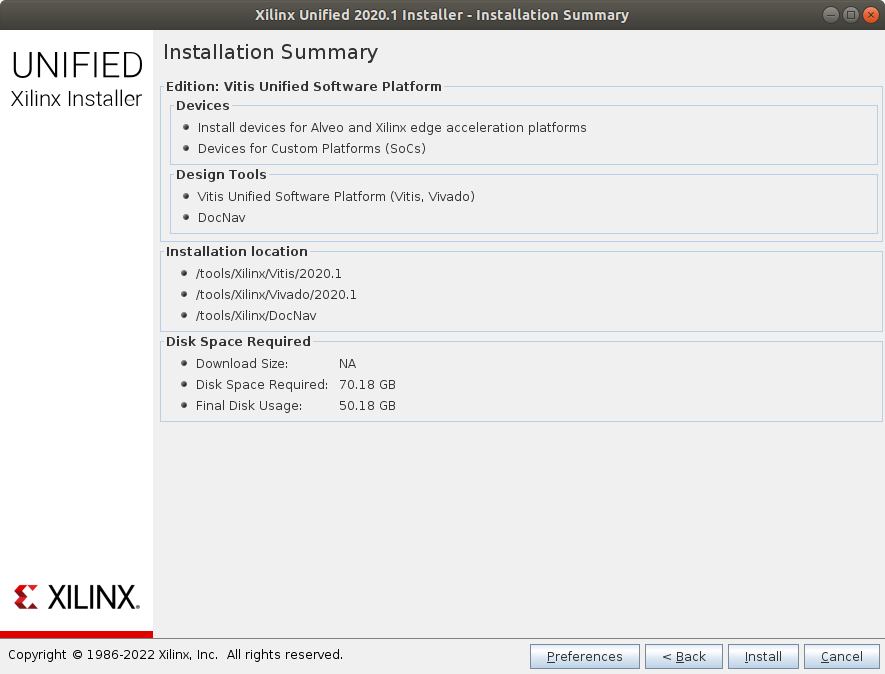 Xilinx Unified 2020.1 Installer - Installation Summary
UNIFIED
Xilinx Installer
Installation Summary
Edition: Vitis Unified Software Platform
Devices
Install devices for Alveo and Xilinx edge acceleration platforms
Devices for Custom Platforms (SoCs)
Design Tools
Vitis Unified Software Platform (Vitis, Vivado)
DocNav
Installation location
/tools/Xilinx/Vitis/2020.1
/tools/Xilinx/Vivado/2020.1
/tools/Xilinx/DocNav
Disk Space Required
Download Size: NA
Disk Space Required: 70.18 GB
Final Disk Usage: 50.18 GB
XILINX.
Copyright © 1986-2022 Xilinx, Inc. All rights reserved.
Preferences < Back Install Cancel